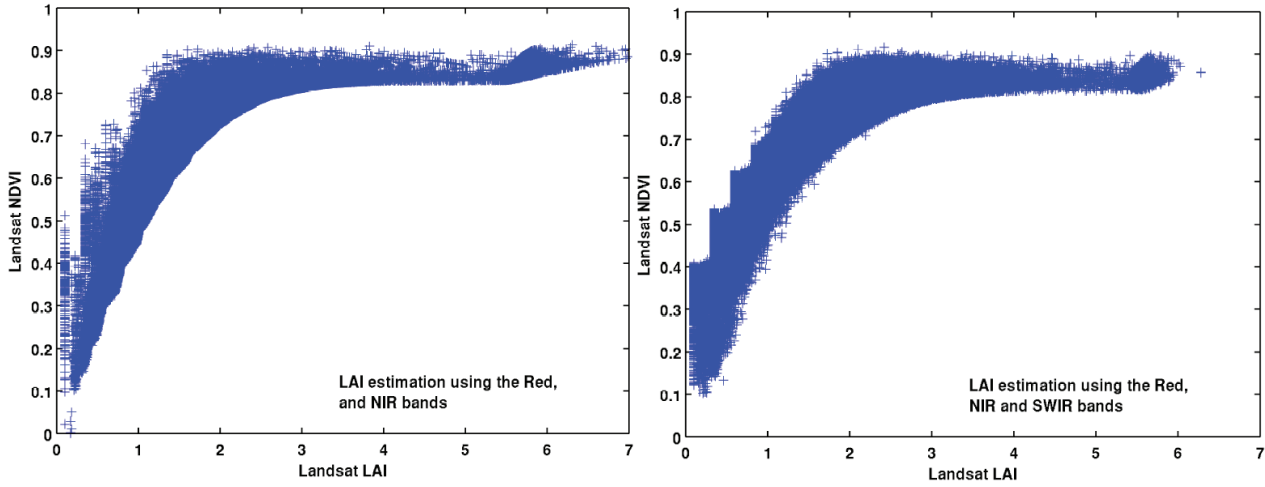 1
0.9
0.8
0.7
0.6
0.5
0.4
0.3
0.2
0.1
0
Landsat NDVI
0 1 2 3 4 5 6 7
Landsat LAI
LAI estimation using the Red,
and NIR bands
1
0.9
0.8
0.7
0.6
0.5
0.4
0.3
0.2
0.1
0
Landsat NDVI
0 1 2 3 4 5 6 7
Landsat LAI
LAI estimation using the Red,
NIR and SWIR bands